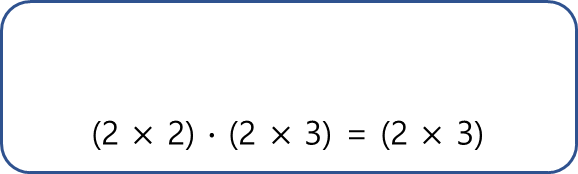 (2 × 2) · (2 × 3) = (2 × 3)